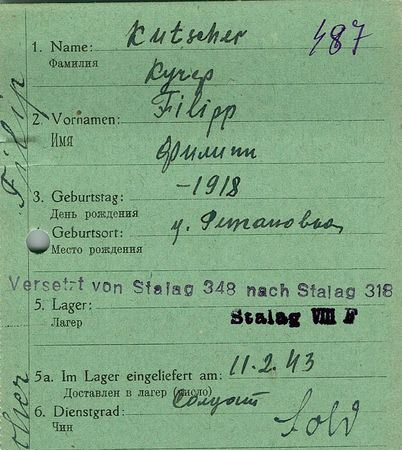 487
1. Name: Kutscher
Фамилия
Кучер
2 Vornamen: Filipp
Имя
Филипп
3. Geburtstag: -1918
День рождения
Geburtsort:
Место рождения
Versetzt von Stalag 348 nach Stalag 318
5. Lager: Stalag VIII F
Лагерь
5a. Im Lager eingeliefert am: 11.2.43
Доставлен в лагерь (число)
6. Dienstgrad: Солдат Sold
Чин
Filipp